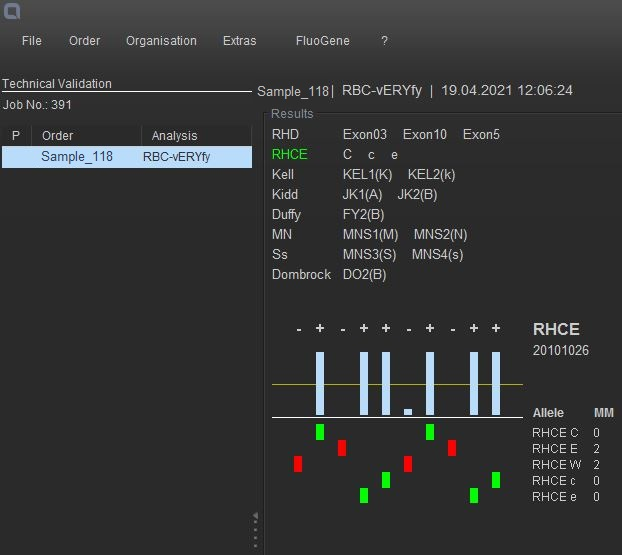 File Order Organisation Extras FluoGene ?
Technical Validation
Job No.: 391
P Order Analysis
Sample_118 RBC-vERYfy
Sample_118| RBC-vERYfy | 19.04.2021 12:06:24
Results
RHD Exon03 Exon10 Exon5
RHCE C c e
Kell KEL1(K) KEL2(k)
Kidd JK1(A) JK2(B)
Duffy FY2(B)
MN MNS1(M) MNS2(N)
Ss MNS3(S) MNS4(s)
Dombrock DO2(B)
- + - + + - + - + +
RHCE
20101026
Allele MM
RHCE C 0
RHCE E 2
RHCE W 2
RHCE c 0
RHCE e 0